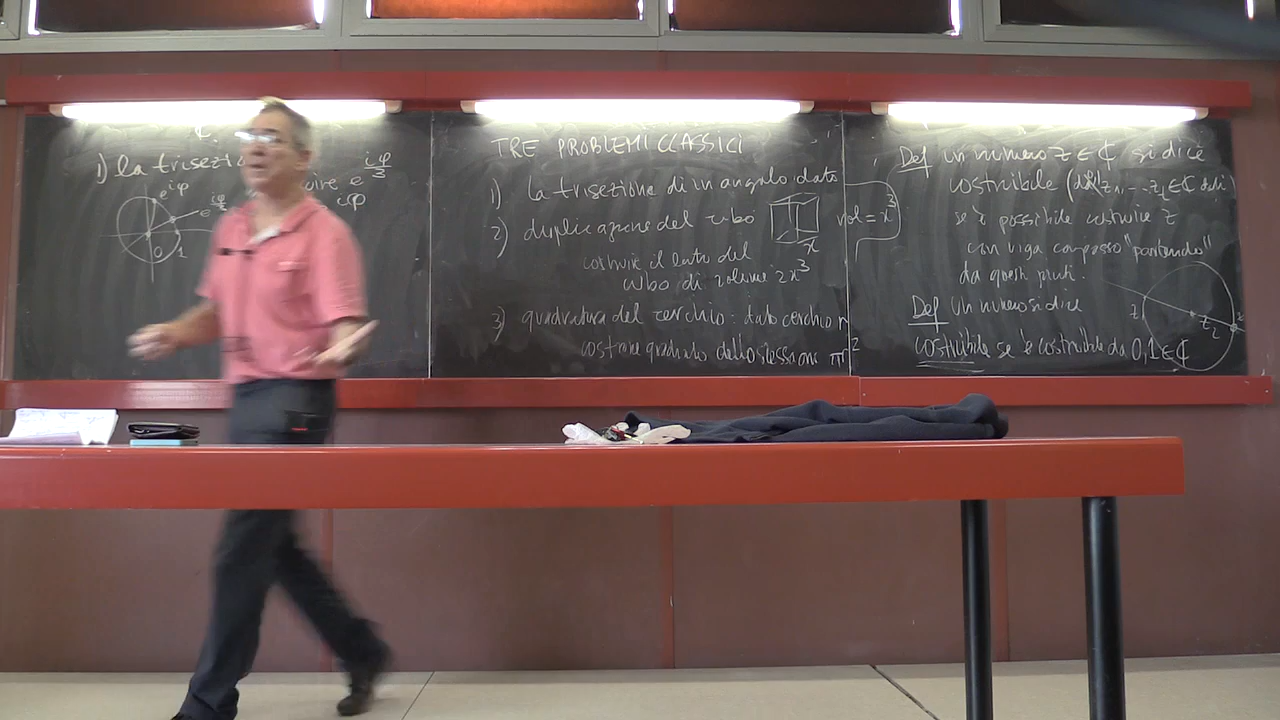 ℂ
1) la trisezi
ire e^{iφ/3}
iφ
e^{iφ}
e^{iφ/3}
0 1
TRE PROBLEMI CLASSICI
1) la trisezione di un angolo dato
2) duplicazione del cubo vol = x^3
x
costruire il lato del
cubo di volume 2x^3
3) quadratura del cerchio: dato cerchio r
costruire quadrato della stessa area πr^2
Def un numero z ∈ ℂ si dice
costruibile (da z_1, ... z_n ∈ ℂ dati)
se è possibile costruire z
con riga e compasso "partendo"
da questi punti.
Def Un numero si dice
costruibile se è costruibile da 0,1 ∈ ℂ
z_2